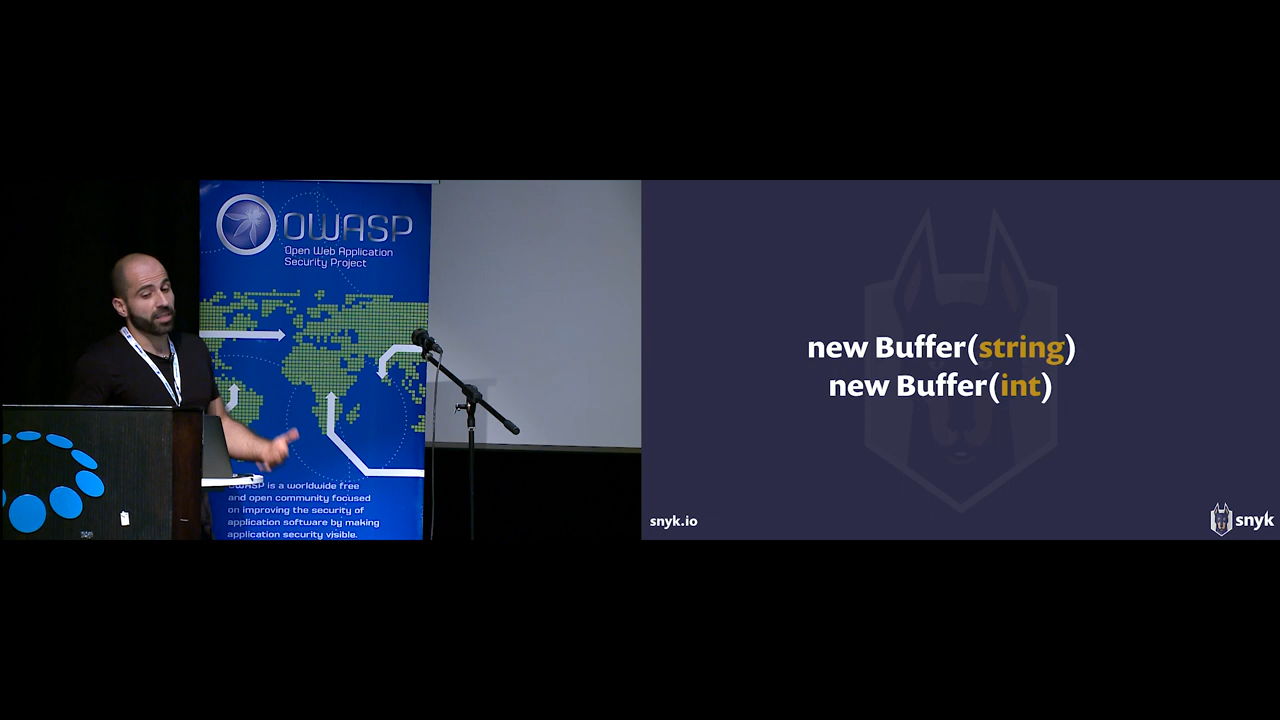 OWASP
Open Web Application
Security Project
OWASP is a worldwide free
and open community focused
on improving the security of
application software by making
application security visible.
new Buffer(string)
new Buffer(int)
snyk.io
snyk